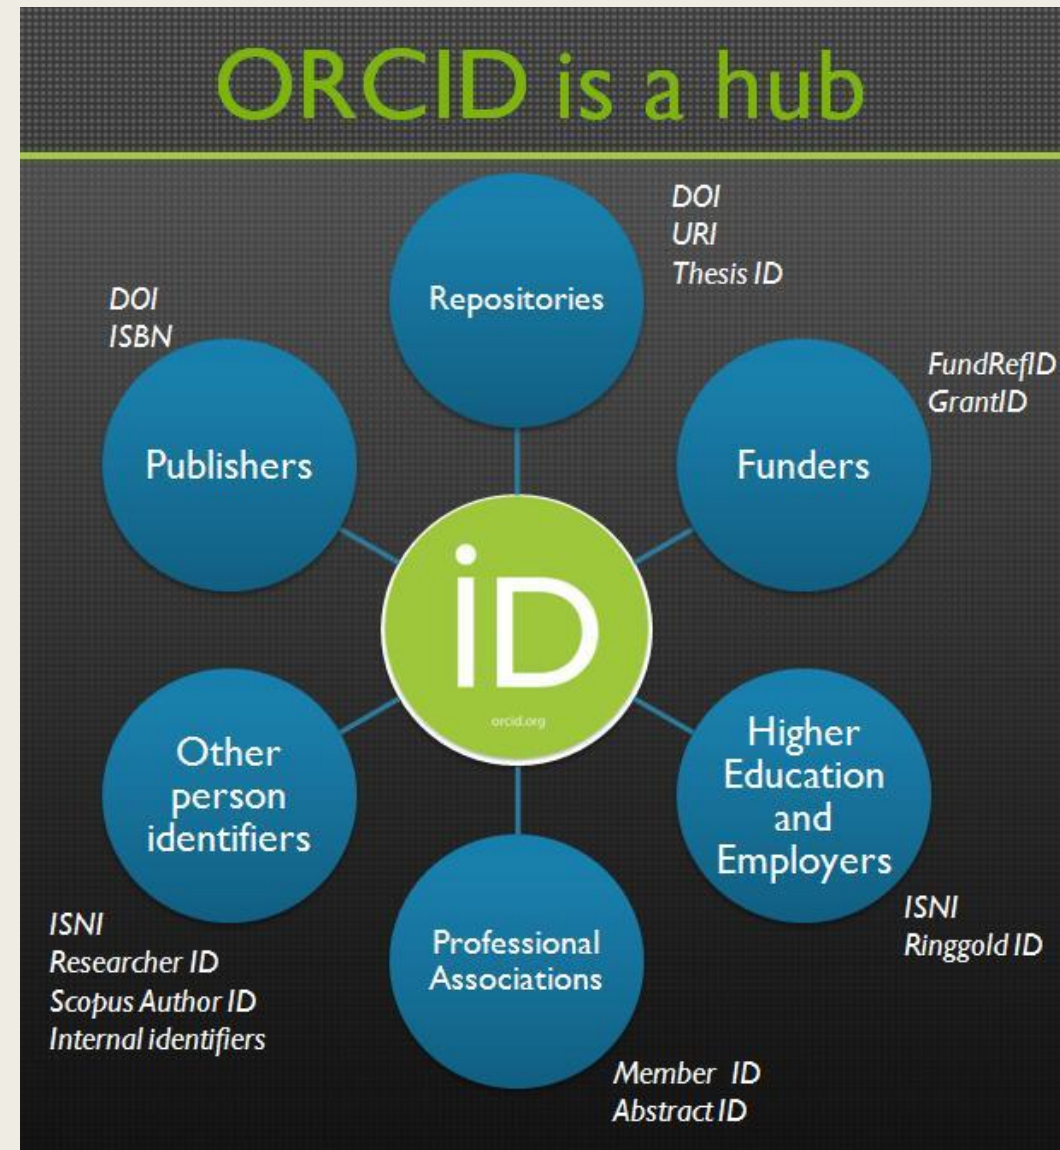 ORCID is a hub
DOI
URI
Thesis ID
Repositories
DOI
ISBN
FundRefID
GrantID
Publishers
Funders
iD
orcid.org
Other
person
identifiers
Higher
Education
and
Employers
ISNI
Researcher ID
Scopus Author ID
Internal identifiers
Professional
Associations
ISNI
Ringgold ID
Member ID
Abstract ID